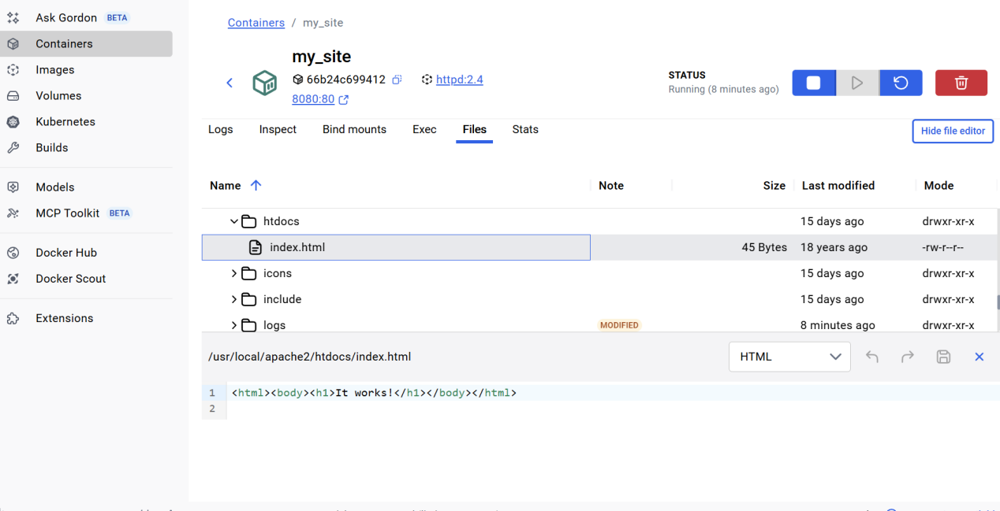 Ask Gordon BETA
Containers
Images
Volumes
Kubernetes
Builds
Models
MCP Toolkit BETA
Docker Hub
Docker Scout
Extensions
Containers / my_site
my_site
66b24c699412 httpd:2.4
8080:80
STATUS
Running (8 minutes ago)
Logs Inspect Bind mounts Exec Files Stats
Hide file editor
Name Note Size Last modified Mode
htdocs 15 days ago drwxr-xr-x
index.html 45 Bytes 18 years ago -rw-r--r--
icons 15 days ago drwxr-xr-x
include 15 days ago drwxr-xr-x
logs MODIFIED 8 minutes ago drwxr-xr-x
/usr/local/apache2/htdocs/index.html HTML
1 <html><body><h1>It works!</h1></body></html>
2